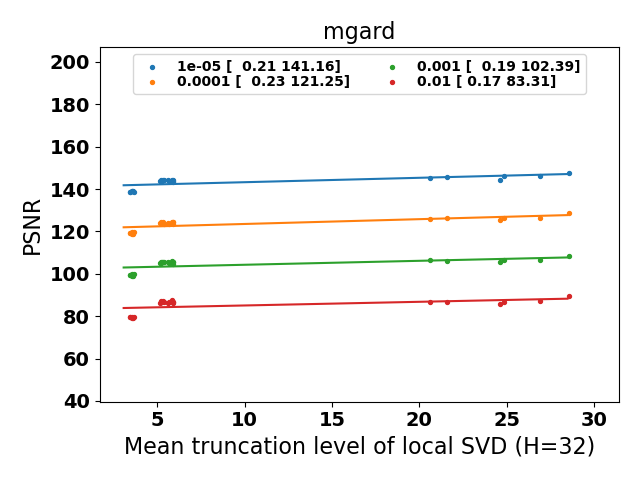 mgard
1e-05 [  0.21 141.16]
0.0001 [  0.23 121.25]
0.001 [  0.19 102.39]
0.01 [ 0.17 83.31]
200
180
160
140
120
100
80
60
40
PSNR
5 10 15 20 25 30
Mean truncation level of local SVD (H=32)